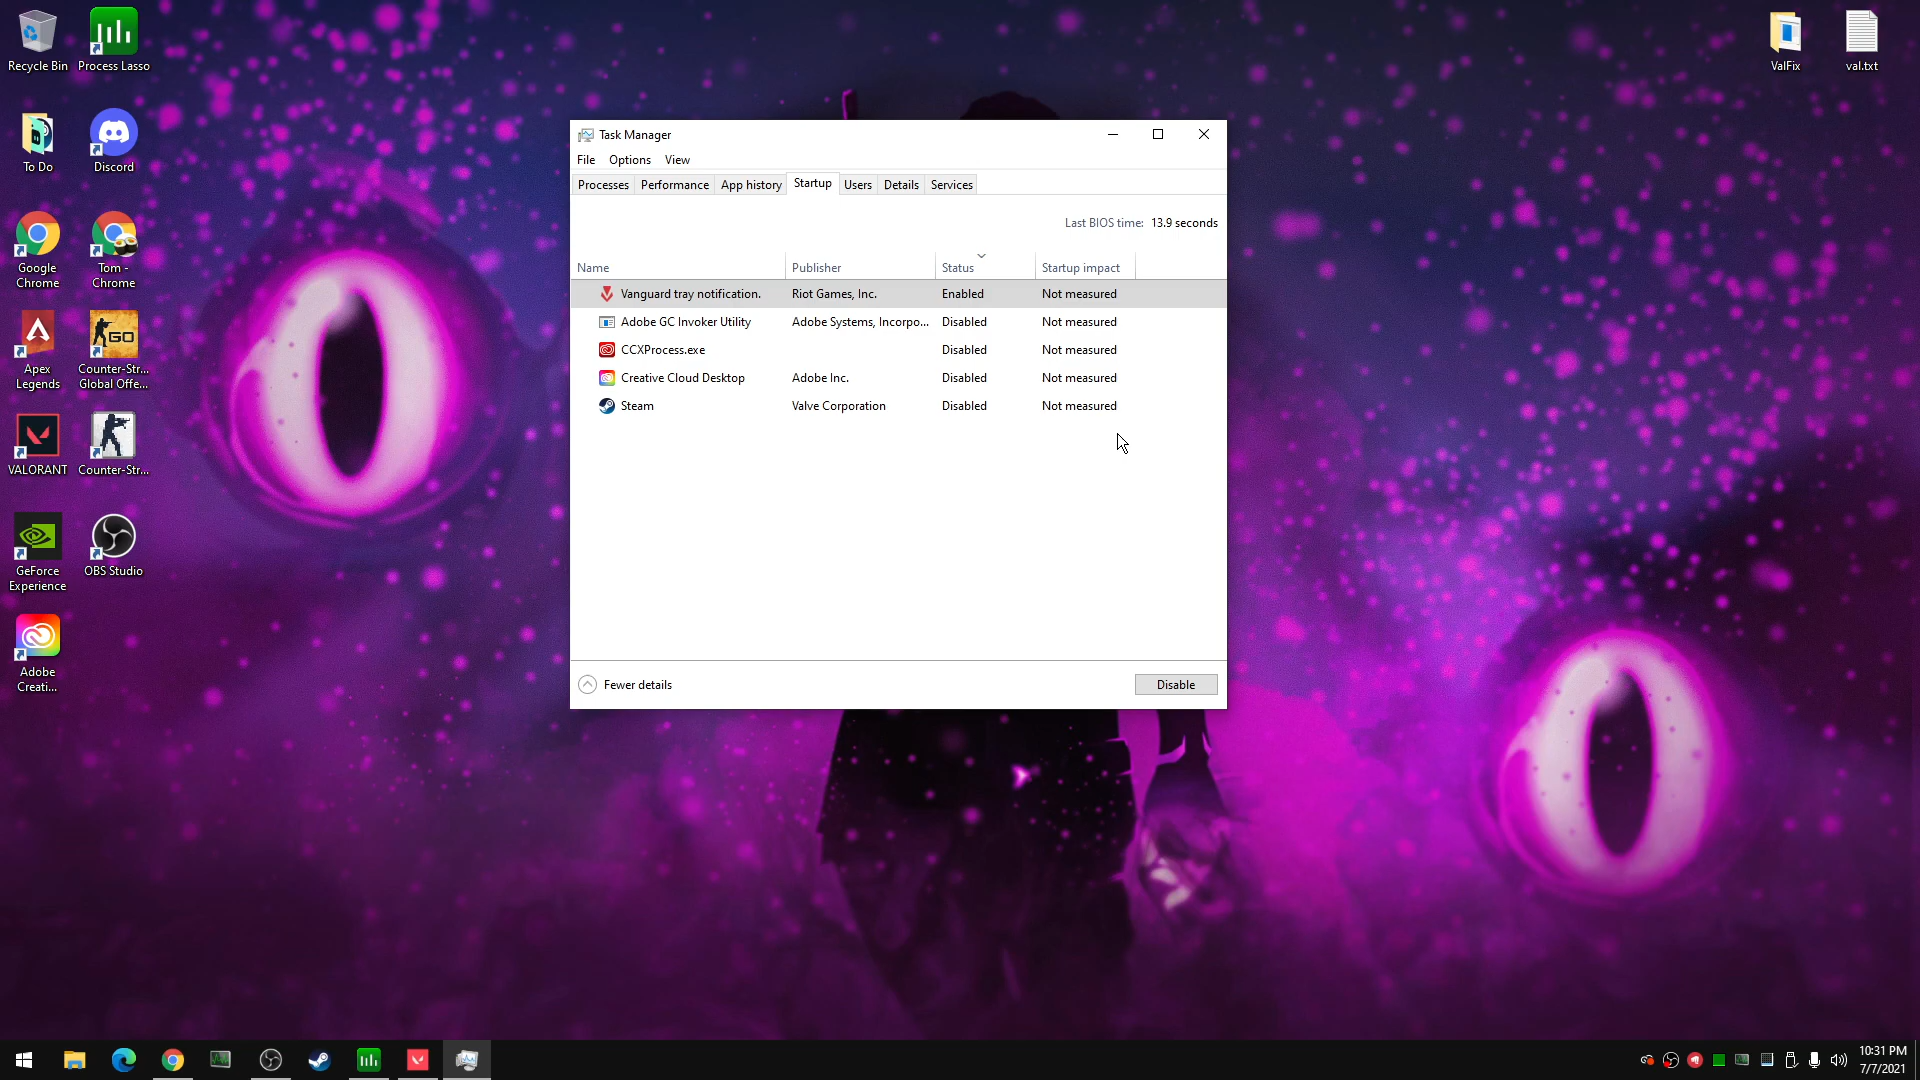 Recycle Bin
Process Lasso
To Do
Discord
Google
Chrome
Tom -
Chrome
Apex
Legends
Counter-Str...
Global Offe...
VALORANT
Counter-Str...
GeForce
Experience
OBS Studio
Adobe
Creati...
ValFix
val.txt
Task Manager
File Options View
Processes Performance App history Startup Users Details Services
Last BIOS time: 13.9 seconds
Name Publisher Status Startup impact
Vanguard tray notification. Riot Games, Inc. Enabled Not measured
Adobe GC Invoker Utility Adobe Systems, Incorpo... Disabled Not measured
CCXProcess.exe Disabled Not measured
Creative Cloud Desktop Adobe Inc. Disabled Not measured
Steam Valve Corporation Disabled Not measured
Fewer details
Disable
10:31 PM
7/7/2021